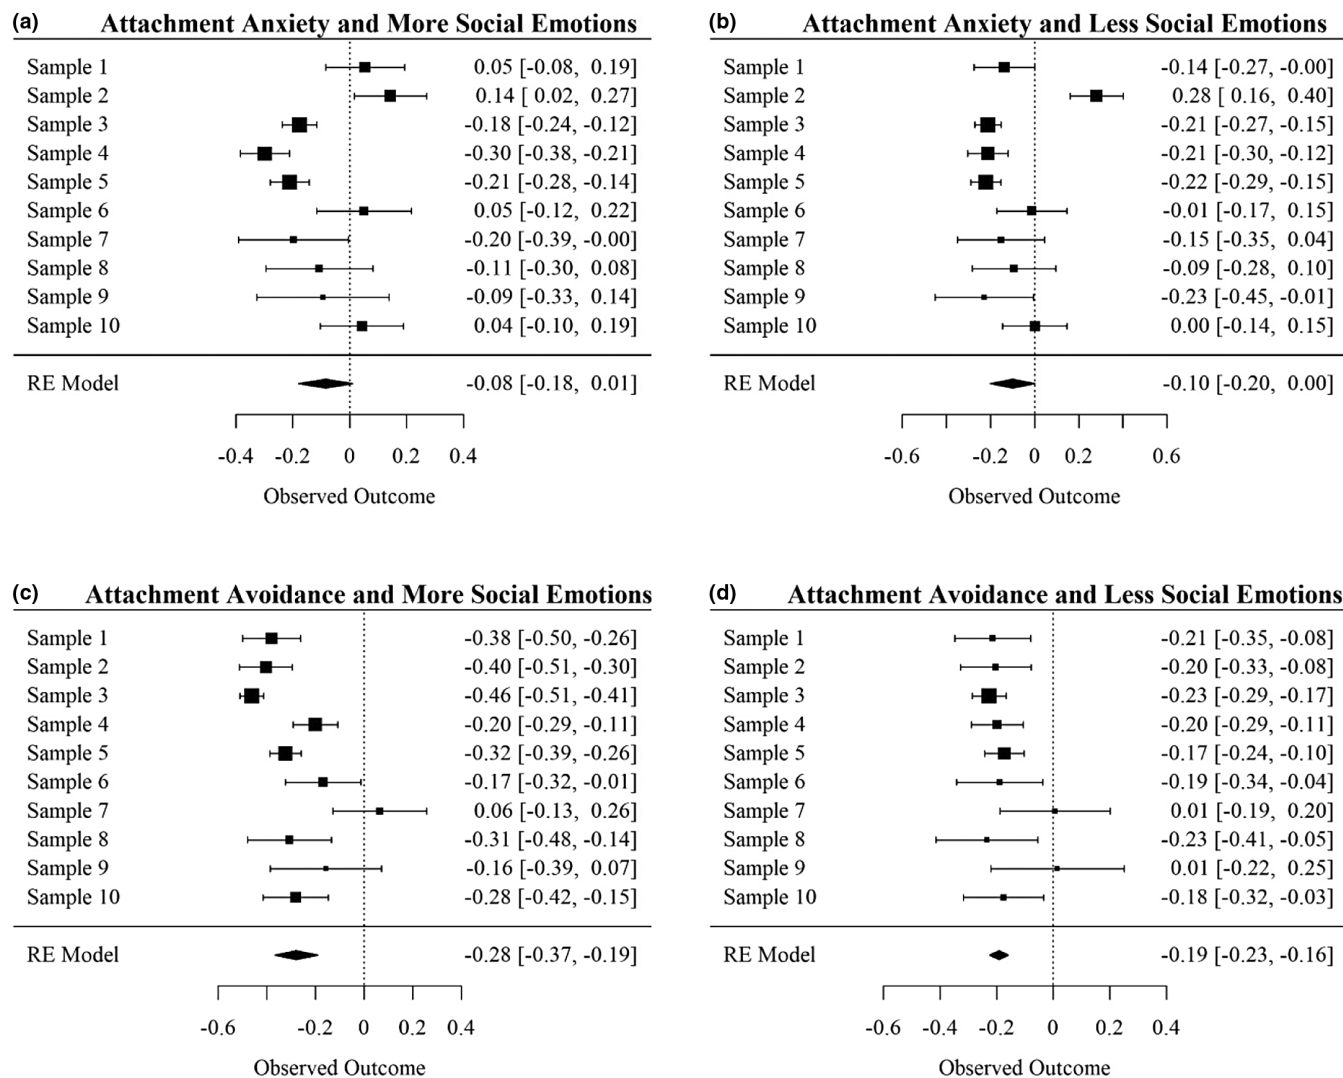 (a) Attachment Anxiety and More Social Emotions
Sample 1 0.05 [-0.08, 0.19]
Sample 2 0.14 [ 0.02, 0.27]
Sample 3 -0.18 [-0.24, -0.12]
Sample 4 -0.30 [-0.38, -0.21]
Sample 5 -0.21 [-0.28, -0.14]
Sample 6 0.05 [-0.12, 0.22]
Sample 7 -0.20 [-0.39, -0.00]
Sample 8 -0.11 [-0.30, 0.08]
Sample 9 -0.09 [-0.33, 0.14]
Sample 10 0.04 [-0.10, 0.19]
RE Model -0.08 [-0.18, 0.01]
-0.4 -0.2 0 0.2 0.4
Observed Outcome
(b) Attachment Anxiety and Less Social Emotions
Sample 1 -0.14 [-0.27, -0.00]
Sample 2 0.28 [ 0.16, 0.40]
Sample 3 -0.21 [-0.27, -0.15]
Sample 4 -0.21 [-0.30, -0.12]
Sample 5 -0.22 [-0.29, -0.15]
Sample 6 -0.01 [-0.17, 0.15]
Sample 7 -0.15 [-0.35, 0.04]
Sample 8 -0.09 [-0.28, 0.10]
Sample 9 -0.23 [-0.45, -0.01]
Sample 10 0.00 [-0.14, 0.15]
RE Model -0.10 [-0.20, 0.00]
-0.6 -0.2 0 0.2 0.6
Observed Outcome
(c) Attachment Avoidance and More Social Emotions
Sample 1 -0.38 [-0.50, -0.26]
Sample 2 -0.40 [-0.51, -0.30]
Sample 3 -0.46 [-0.51, -0.41]
Sample 4 -0.20 [-0.29, -0.11]
Sample 5 -0.32 [-0.39, -0.26]
Sample 6 -0.17 [-0.32, -0.01]
Sample 7 0.06 [-0.13, 0.26]
Sample 8 -0.31 [-0.48, -0.14]
Sample 9 -0.16 [-0.39, 0.07]
Sample 10 -0.28 [-0.42, -0.15]
RE Model -0.28 [-0.37, -0.19]
-0.6 -0.2 0 0.2 0.4
Observed Outcome
(d) Attachment Avoidance and Less Social Emotions
Sample 1 -0.21 [-0.35, -0.08]
Sample 2 -0.20 [-0.33, -0.08]
Sample 3 -0.23 [-0.29, -0.17]
Sample 4 -0.20 [-0.29, -0.11]
Sample 5 -0.17 [-0.24, -0.10]
Sample 6 -0.19 [-0.34, -0.04]
Sample 7 0.01 [-0.19, 0.20]
Sample 8 -0.23 [-0.41, -0.05]
Sample 9 0.01 [-0.22, 0.25]
Sample 10 -0.18 [-0.32, -0.03]
RE Model -0.19 [-0.23, -0.16]
-0.6 -0.4 -0.2 0 0.2 0.4
Observed Outcome